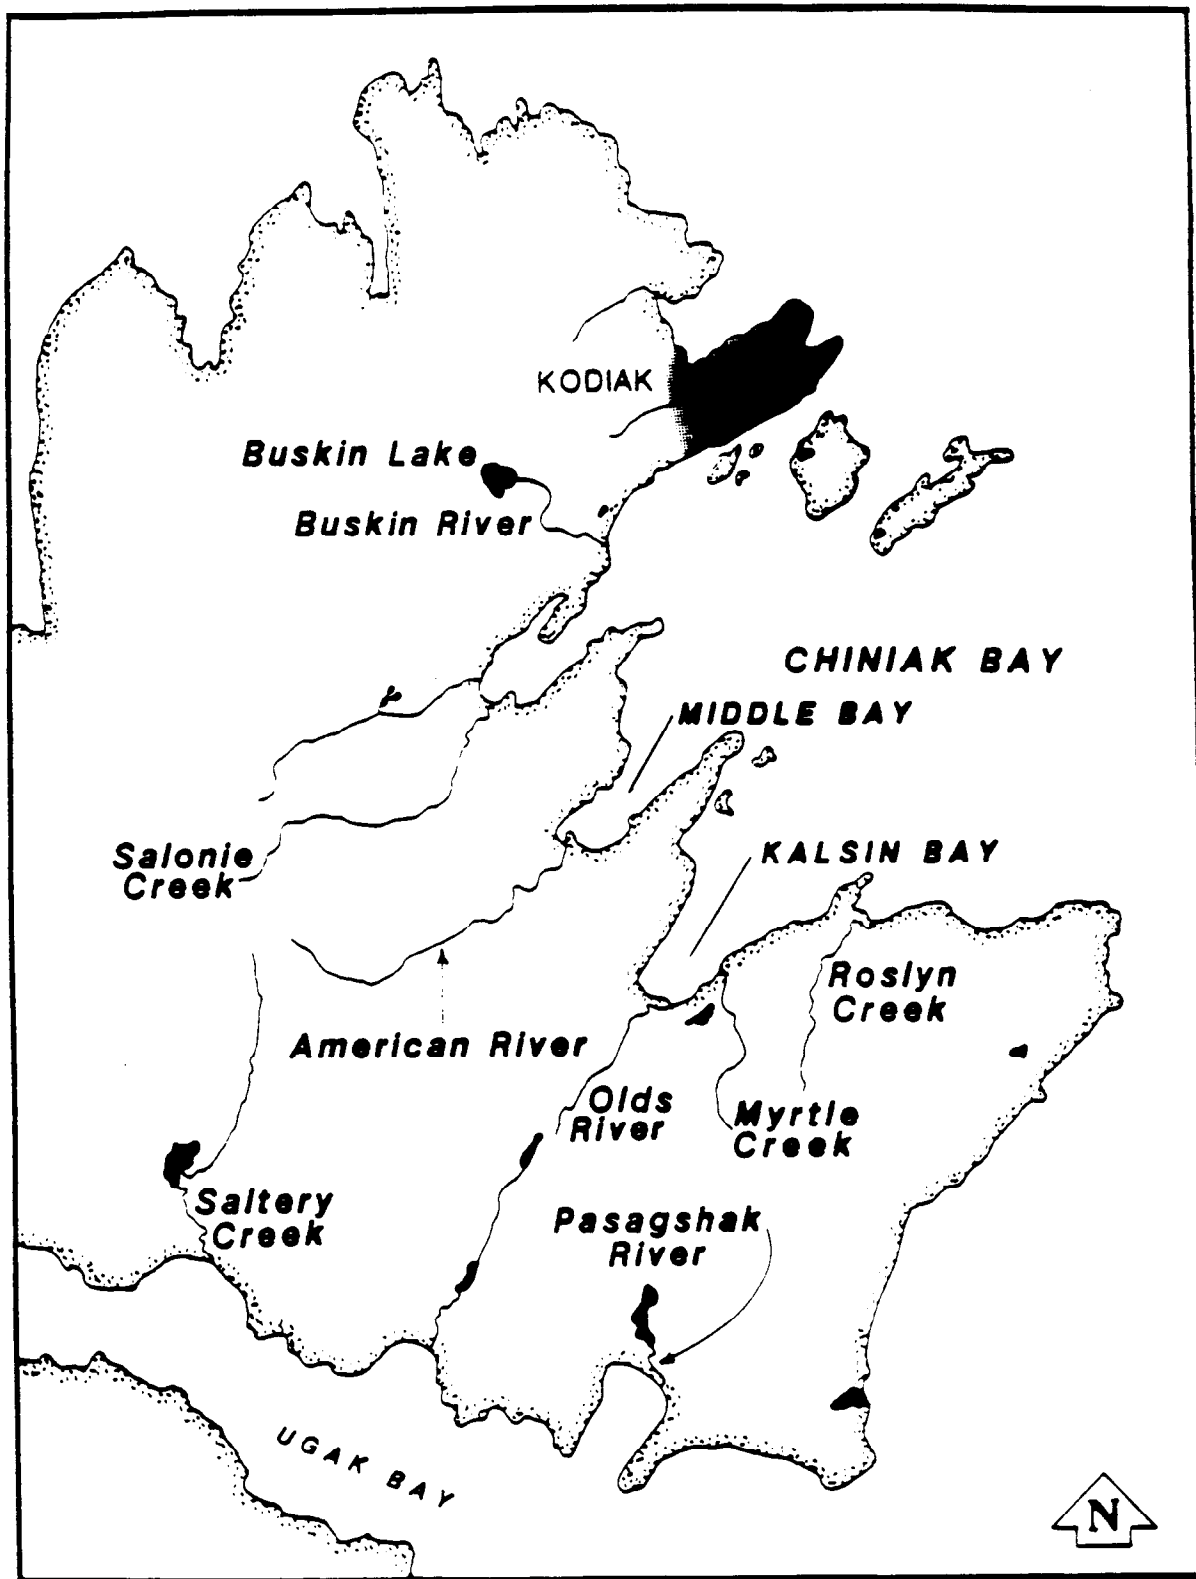 KODIAK
Buskin Lake
Buskin River
CHINIAK BAY
MIDDLE BAY
Salonie
Creek
KALSIN BAY
Roslyn
Creek
American River
Olds
River
Myrtle
Creek
Saltery
Creek
Pasagshak
River
UGAK BAY
N